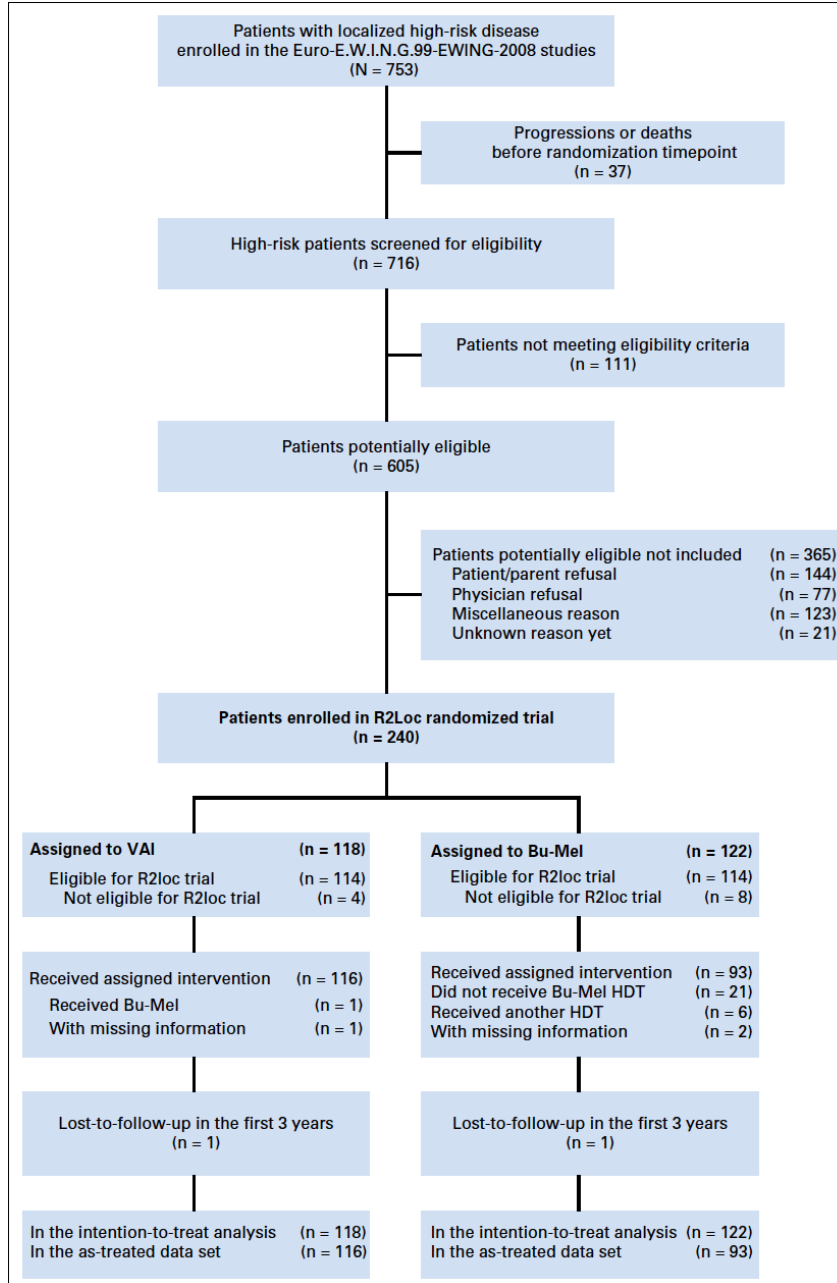 Patients with localized high-risk disease
enrolled in the Euro-E.W.I.N.G.99-EWING-2008 studies
(N = 753)
Progressions or deaths
before randomization timepoint
(n = 37)
High-risk patients screened for eligibility
(n = 716)
Patients not meeting eligibility criteria
(n = 111)
Patients potentially eligible
(n = 605)
Patients potentially eligible not included (n = 365)
Patient/parent refusal (n = 144)
Physician refusal (n = 77)
Miscellaneous reason (n = 123)
Unknown reason yet (n = 21)
Patients enrolled in R2Loc randomized trial
(n = 240)
Assigned to VAI (n = 118)
Eligible for R2loc trial (n = 114)
Not eligible for R2loc trial (n = 4)
Assigned to Bu-Mel (n = 122)
Eligible for R2loc trial (n = 114)
Not eligible for R2loc trial (n = 8)
Received assigned intervention (n = 116)
Received Bu-Mel (n = 1)
With missing information (n = 1)
Received assigned intervention (n = 93)
Did not receive Bu-Mel HDT (n = 21)
Received another HDT (n = 6)
With missing information (n = 2)
Lost-to-follow-up in the first 3 years
(n = 1)
Lost-to-follow-up in the first 3 years
(n = 1)
In the intention-to-treat analysis (n = 118)
In the as-treated data set (n = 116)
In the intention-to-treat analysis (n = 122)
In the as-treated data set (n = 93)